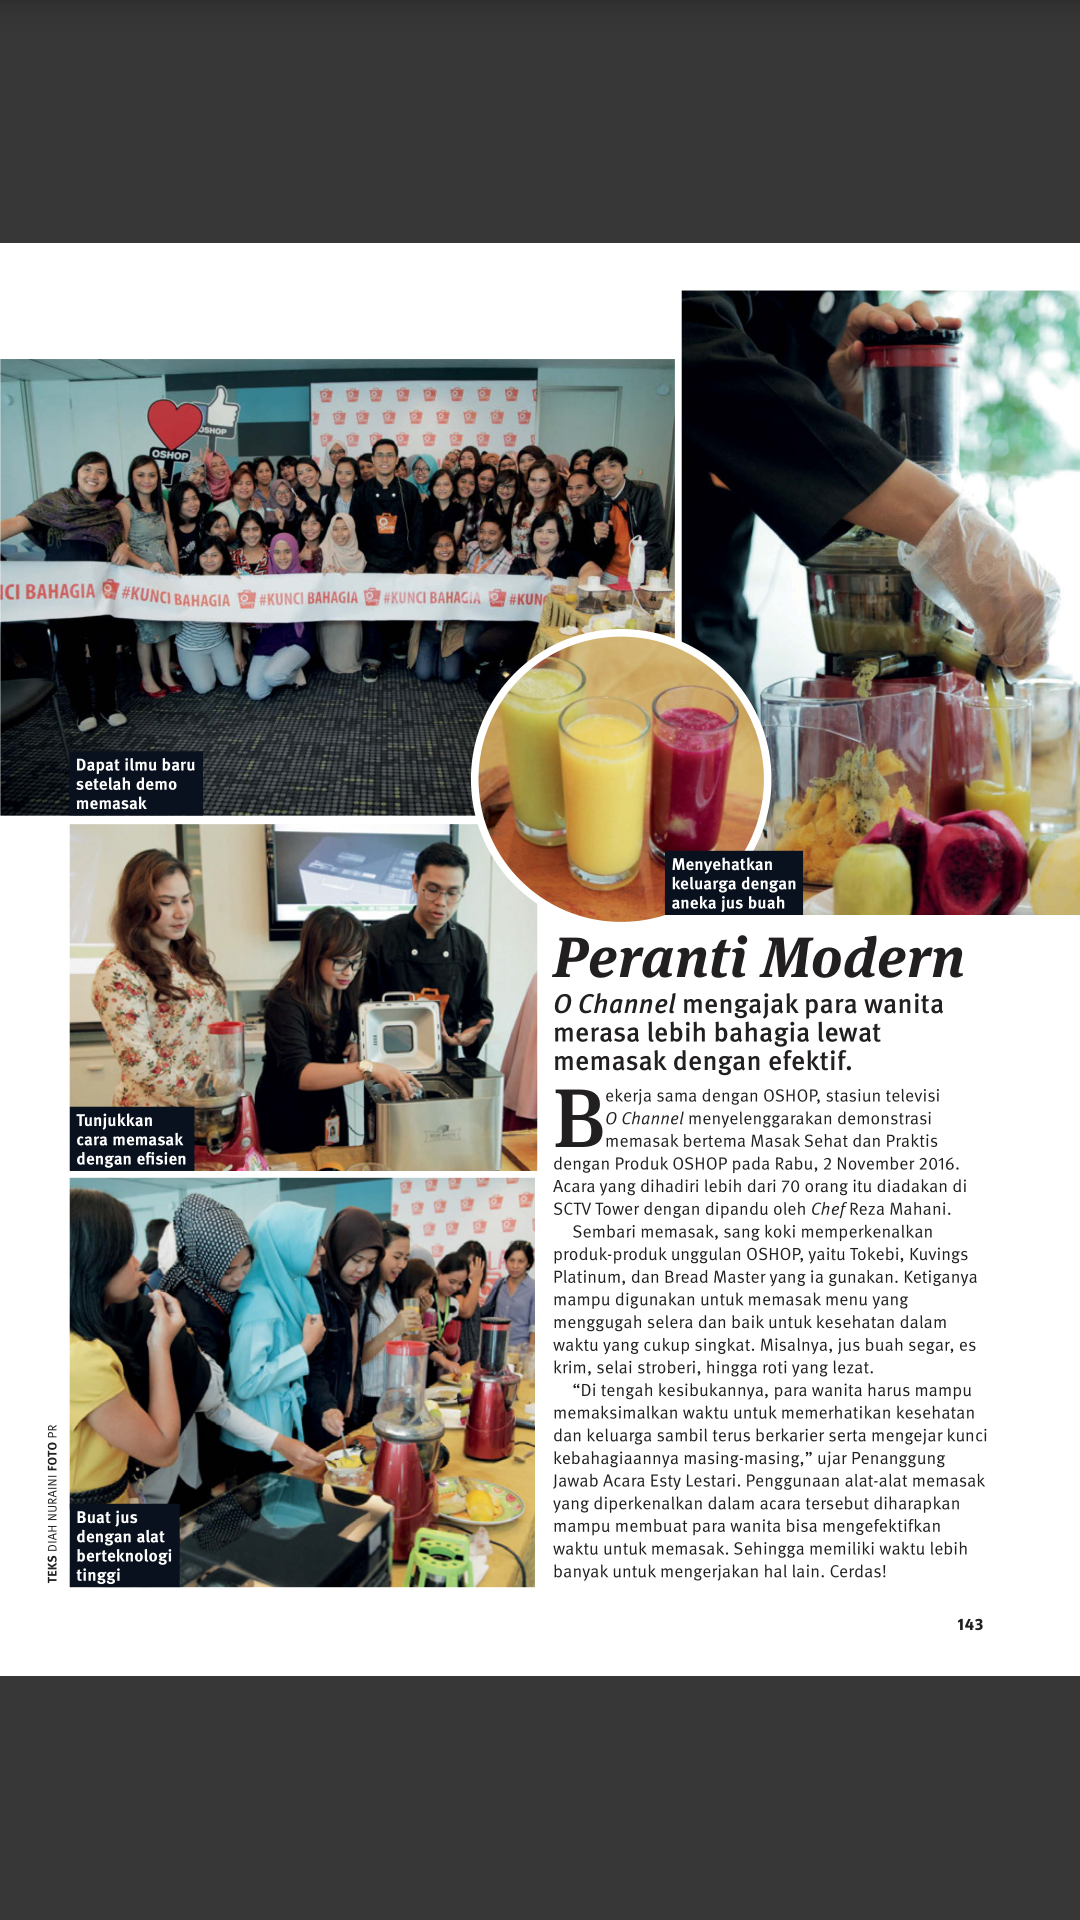 OSHOP
OSHOP
NCI BAHAGIA #KUNCI BAHAGIA #KUNCI BAHAGIA #KUNCI BAHAGIA #KUN
Dapat ilmu baru
setelah demo
memasak
Menyehatkan
keluarga dengan
aneka jus buah
Tunjukkan
cara memasak
dengan efisien
Buat jus
dengan alat
berteknologi
tinggi
TEKS DIAH NURAINI FOTO PR
Peranti Modern
O Channel mengajak para wanita
merasa lebih bahagia lewat
memasak dengan efektif.
Bekerja sama dengan OSHOP, stasiun televisi
O Channel menyelenggarakan demonstrasi
memasak bertema Masak Sehat dan Praktis
dengan Produk OSHOP pada Rabu, 2 November 2016.
Acara yang dihadiri lebih dari 70 orang itu diadakan di
SCTV Tower dengan dipandu oleh Chef Reza Mahani.
Sembari memasak, sang koki memperkenalkan
produk-produk unggulan OSHOP, yaitu Tokebi, Kuvings
Platinum, dan Bread Master yang ia gunakan. Ketiganya
mampu digunakan untuk memasak menu yang
menggugah selera dan baik untuk kesehatan dalam
waktu yang cukup singkat. Misalnya, jus buah segar, es
krim, selai stroberi, hingga roti yang lezat.
“Di tengah kesibukannya, para wanita harus mampu
memaksimalkan waktu untuk memerhatikan kesehatan
dan keluarga sambil terus berkarier serta mengejar kunci
kebahagiaannya masing-masing,” ujar Penanggung
Jawab Acara Esty Lestari. Penggunaan alat-alat memasak
yang diperkenalkan dalam acara tersebut diharapkan
mampu membuat para wanita bisa mengefektifkan
waktu untuk memasak. Sehingga memiliki waktu lebih
banyak untuk mengerjakan hal lain. Cerdas!
143